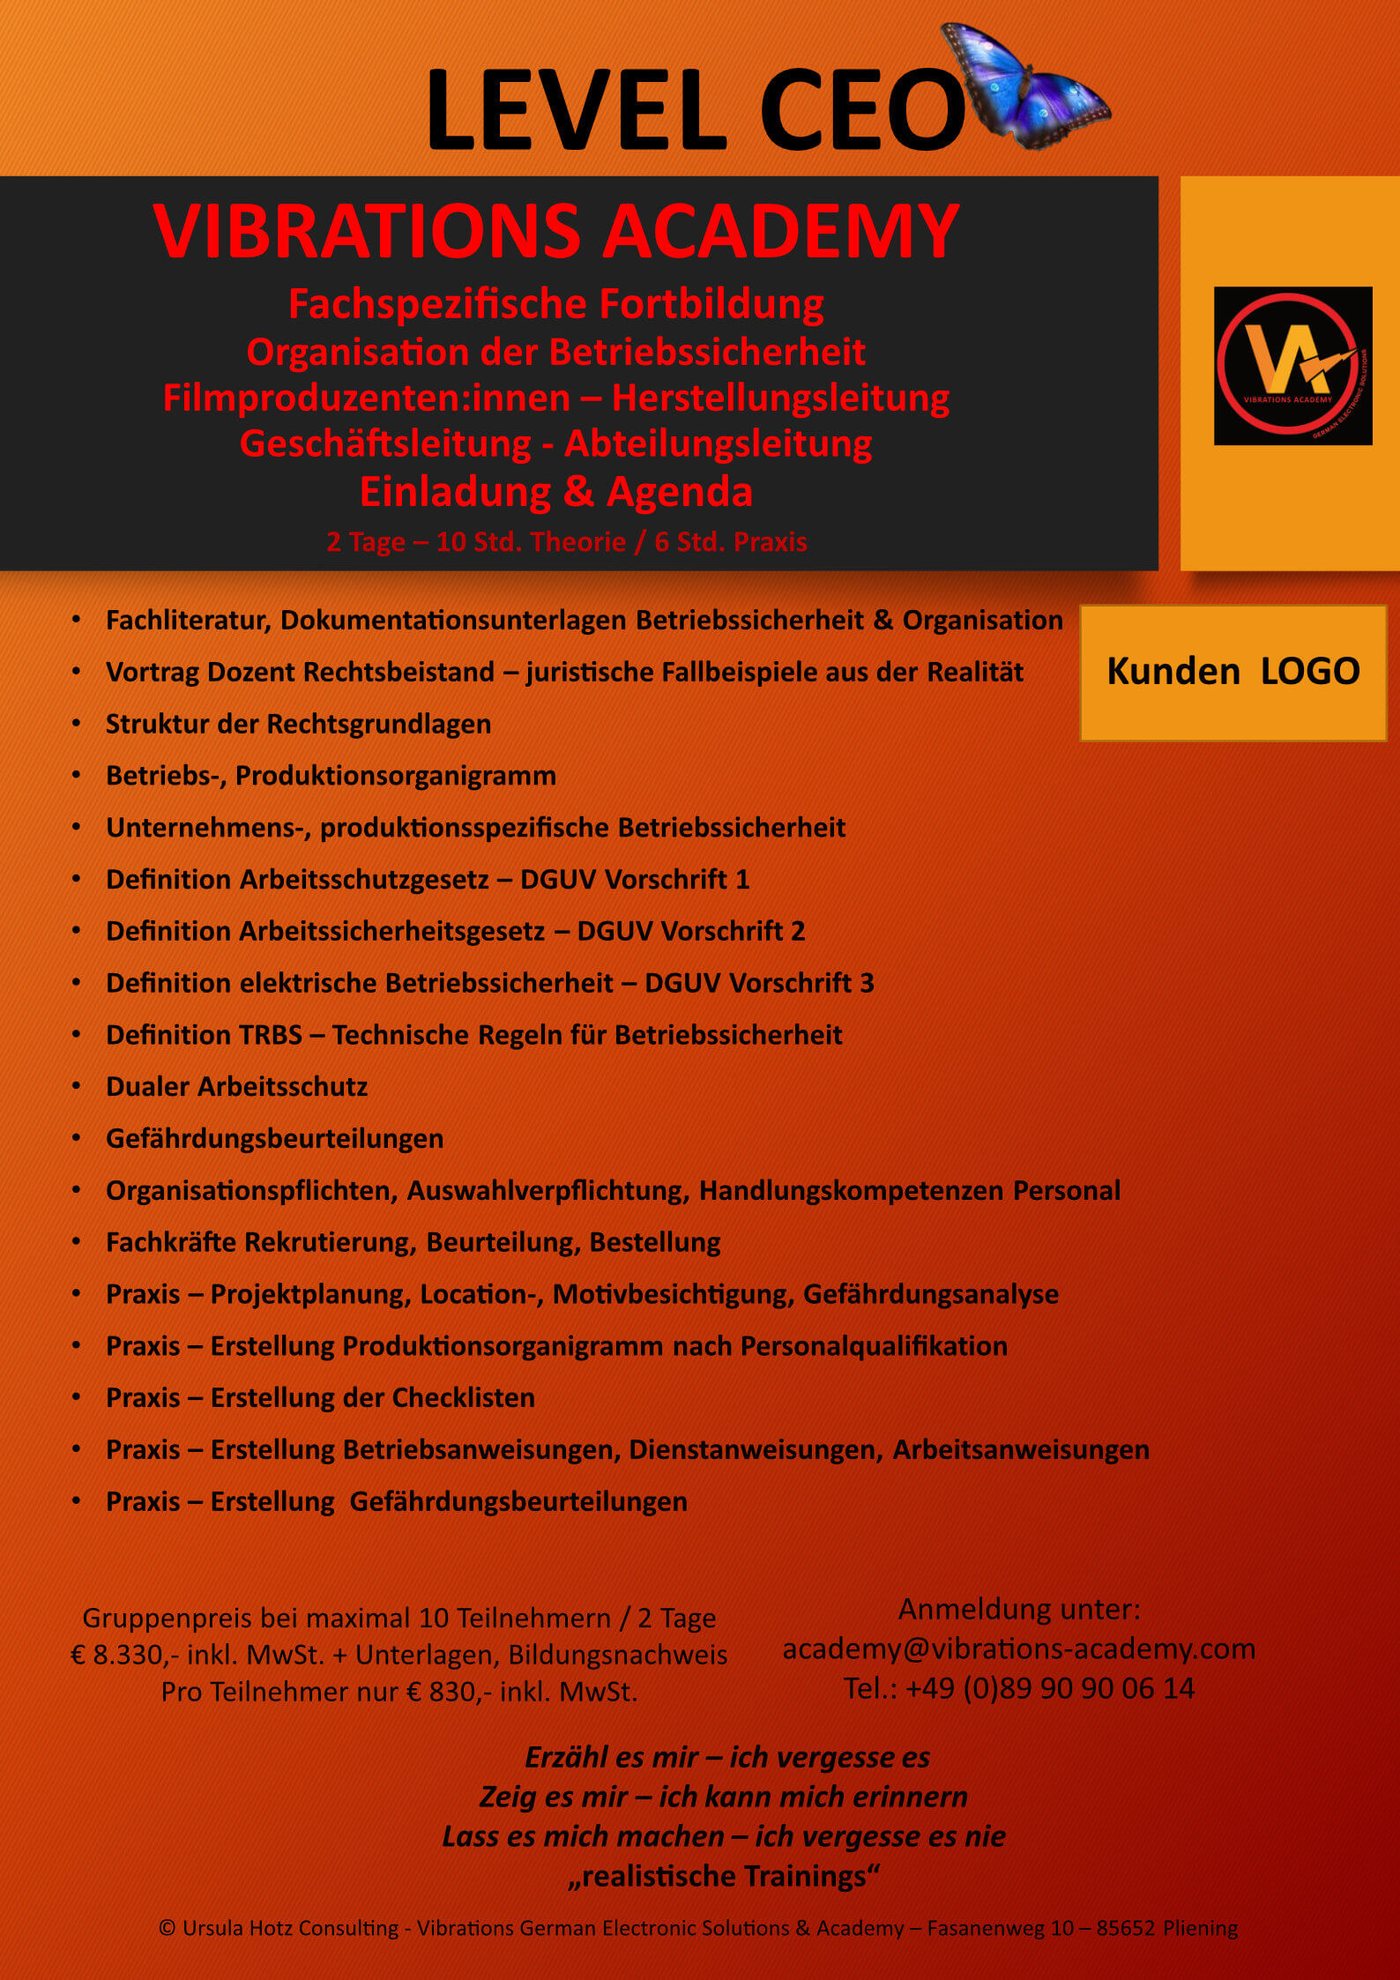 LEVEL CEO
VIBRATIONS ACADEMY
Fachspezifische Fortbildung
Organisation der Betriebssicherheit
Filmproduzenten:innen – Herstellungsleitung
Geschäftsleitung - Abteilungsleitung
Einladung & Agenda
2 Tage – 10 Std. Theorie / 6 Std. Praxis
VA
VIBRATIONS ACADEMY
GERMAN ELECTRONIC SOLUTIONS
Kunden  LOGO
• Fachliteratur, Dokumentationsunterlagen Betriebssicherheit & Organisation
• Vortrag Dozent Rechtsbeistand – juristische Fallbeispiele aus der Realität
• Struktur der Rechtsgrundlagen
• Betriebs-, Produktionsorganigramm
• Unternehmens-, produktionsspezifische Betriebssicherheit
• Definition Arbeitsschutzgesetz – DGUV Vorschrift 1
• Definition Arbeitssicherheitsgesetz – DGUV Vorschrift 2
• Definition elektrische Betriebssicherheit – DGUV Vorschrift 3
• Definition TRBS – Technische Regeln für Betriebssicherheit
• Dualer Arbeitsschutz
• Gefährdungsbeurteilungen
• Organisationspflichten, Auswahlverpflichtung, Handlungskompetenzen Personal
• Fachkräfte Rekrutierung, Beurteilung, Bestellung
• Praxis – Projektplanung, Location-, Motivbesichtigung, Gefährdungsanalyse
• Praxis – Erstellung Produktionsorganigramm nach Personalqualifikation
• Praxis – Erstellung der Checklisten
• Praxis – Erstellung Betriebsanweisungen, Dienstanweisungen, Arbeitsanweisungen
• Praxis – Erstellung  Gefährdungsbeurteilungen
Gruppenpreis bei maximal 10 Teilnehmern / 2 Tage
€ 8.330,- inkl. MwSt. + Unterlagen, Bildungsnachweis
Pro Teilnehmer nur € 830,- inkl. MwSt.
Anmeldung unter:
academy@vibrations-academy.com
Tel.: +49 (0)89 90 90 06 14
Erzähl es mir – ich vergesse es
Zeig es mir – ich kann mich erinnern
Lass es mich machen – ich vergesse es nie
„realistische Trainings“
© Ursula Hotz Consulting - Vibrations German Electronic Solutions & Academy – Fasanenweg 10 – 85652 Pliening